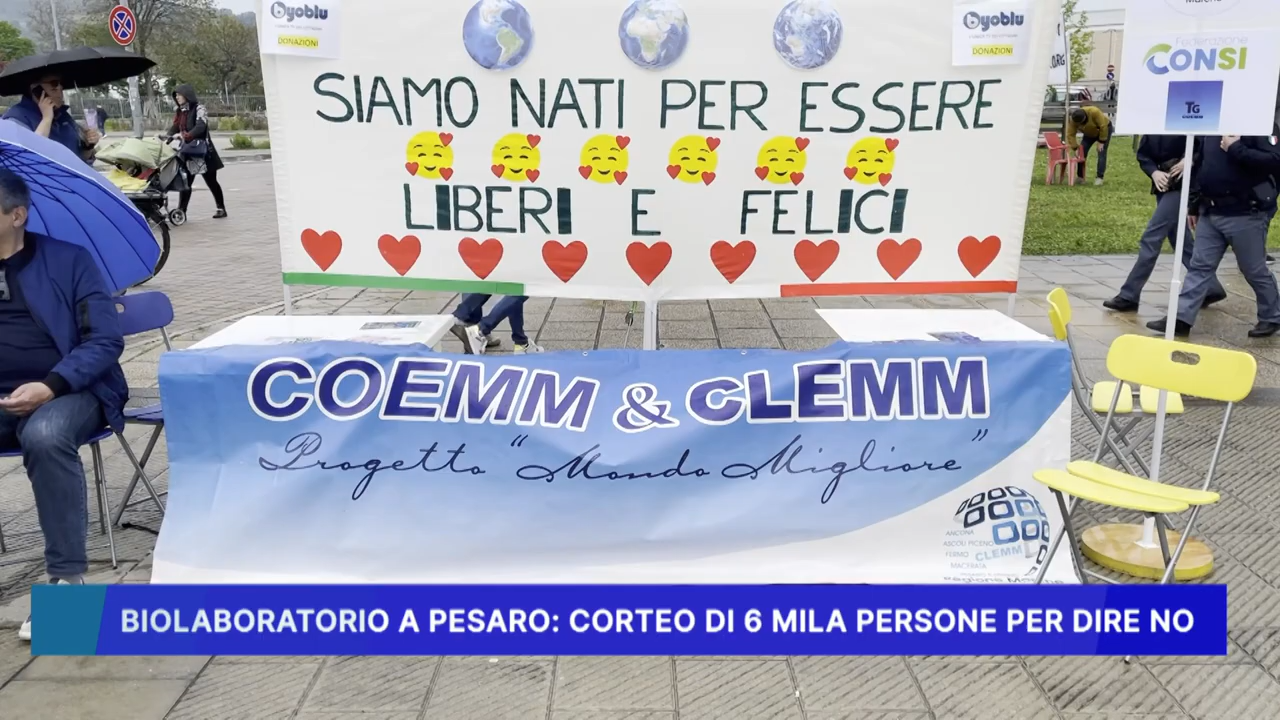 byoblu
DONAZIONI
byoblu
DONAZIONI
Federazione
CONSI
TG
COEMM
SIAMO NATI PER ESSERE
LIBERI E FELICI
COEMM & CLEMM
Progetto "Mondo Migliore"
ANCONA
ASCOLI PICENO
FERMO
CLEMM
MACERATA
BIOLABORATORIO A PESARO: CORTEO DI 6 MILA PERSONE PER DIRE NO